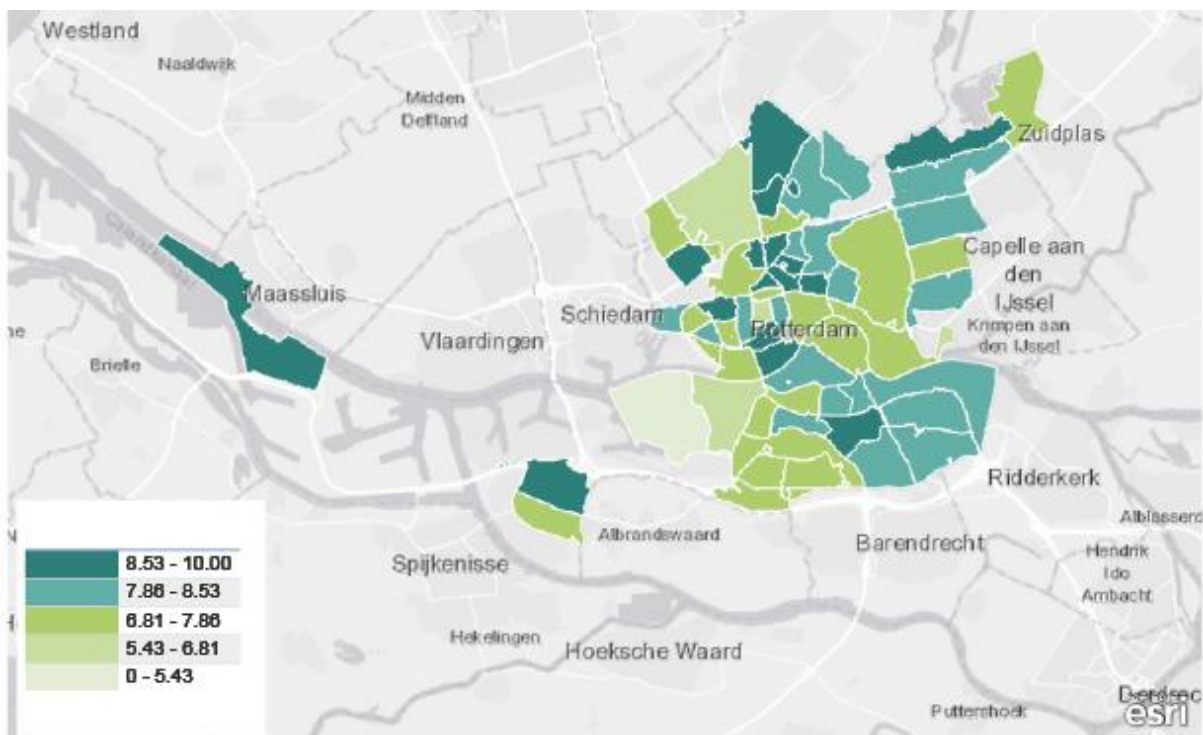 Westland
Naaldwijk
Midden
Delfland
Zuidplas
Capelle aan
den
IJssel
Krimpen aan
den IJssel
Maassluis
Schiedam
Rotterdam
Vlaardingen
Brielle
Ridderkerk
Albrandswaard
Barendrecht
Spijkenisse
Hendrik
Ido
Ambacht
Hekelingen
Hoeksche Waard
Puttershoek
esri
8.53 - 10.00
7.86 - 8.53
6.81 - 7.86
5.43 - 6.81
0 - 5.43